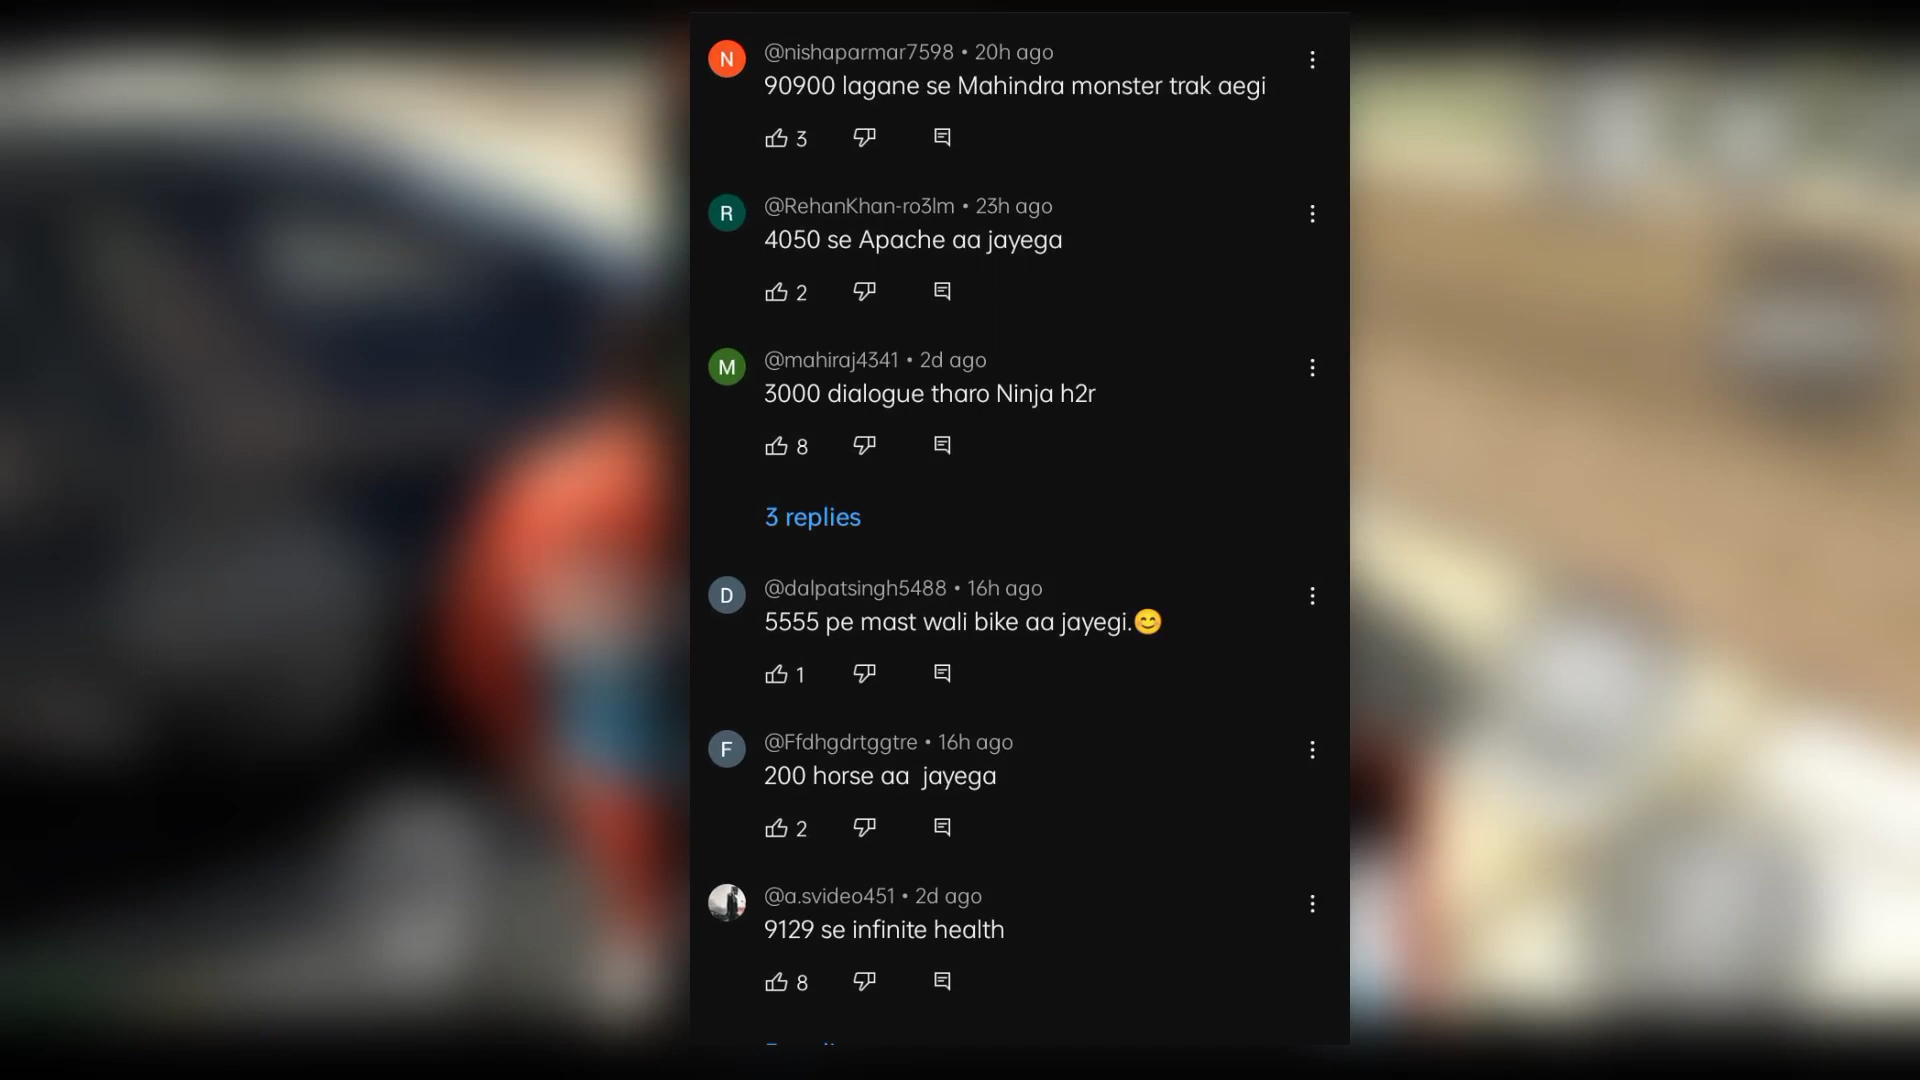 N
@nishaparmar7598 • 20h ago
90900 lagane se Mahindra monster trak aegi
3
R
@RehanKhan-ro3lm • 23h ago
4050 se Apache aa jayega
2
M
@mahiraj4341 • 2d ago
3000 dialogue tharo Ninja h2r
8
3 replies
D
@dalpatsingh5488 • 16h ago
5555 pe mast wali bike aa jayegi.😊
1
F
@Ffdhgdrtggtre • 16h ago
200 horse aa  jayega
2
@a.svideo451 • 2d ago
9129 se infinite health
8